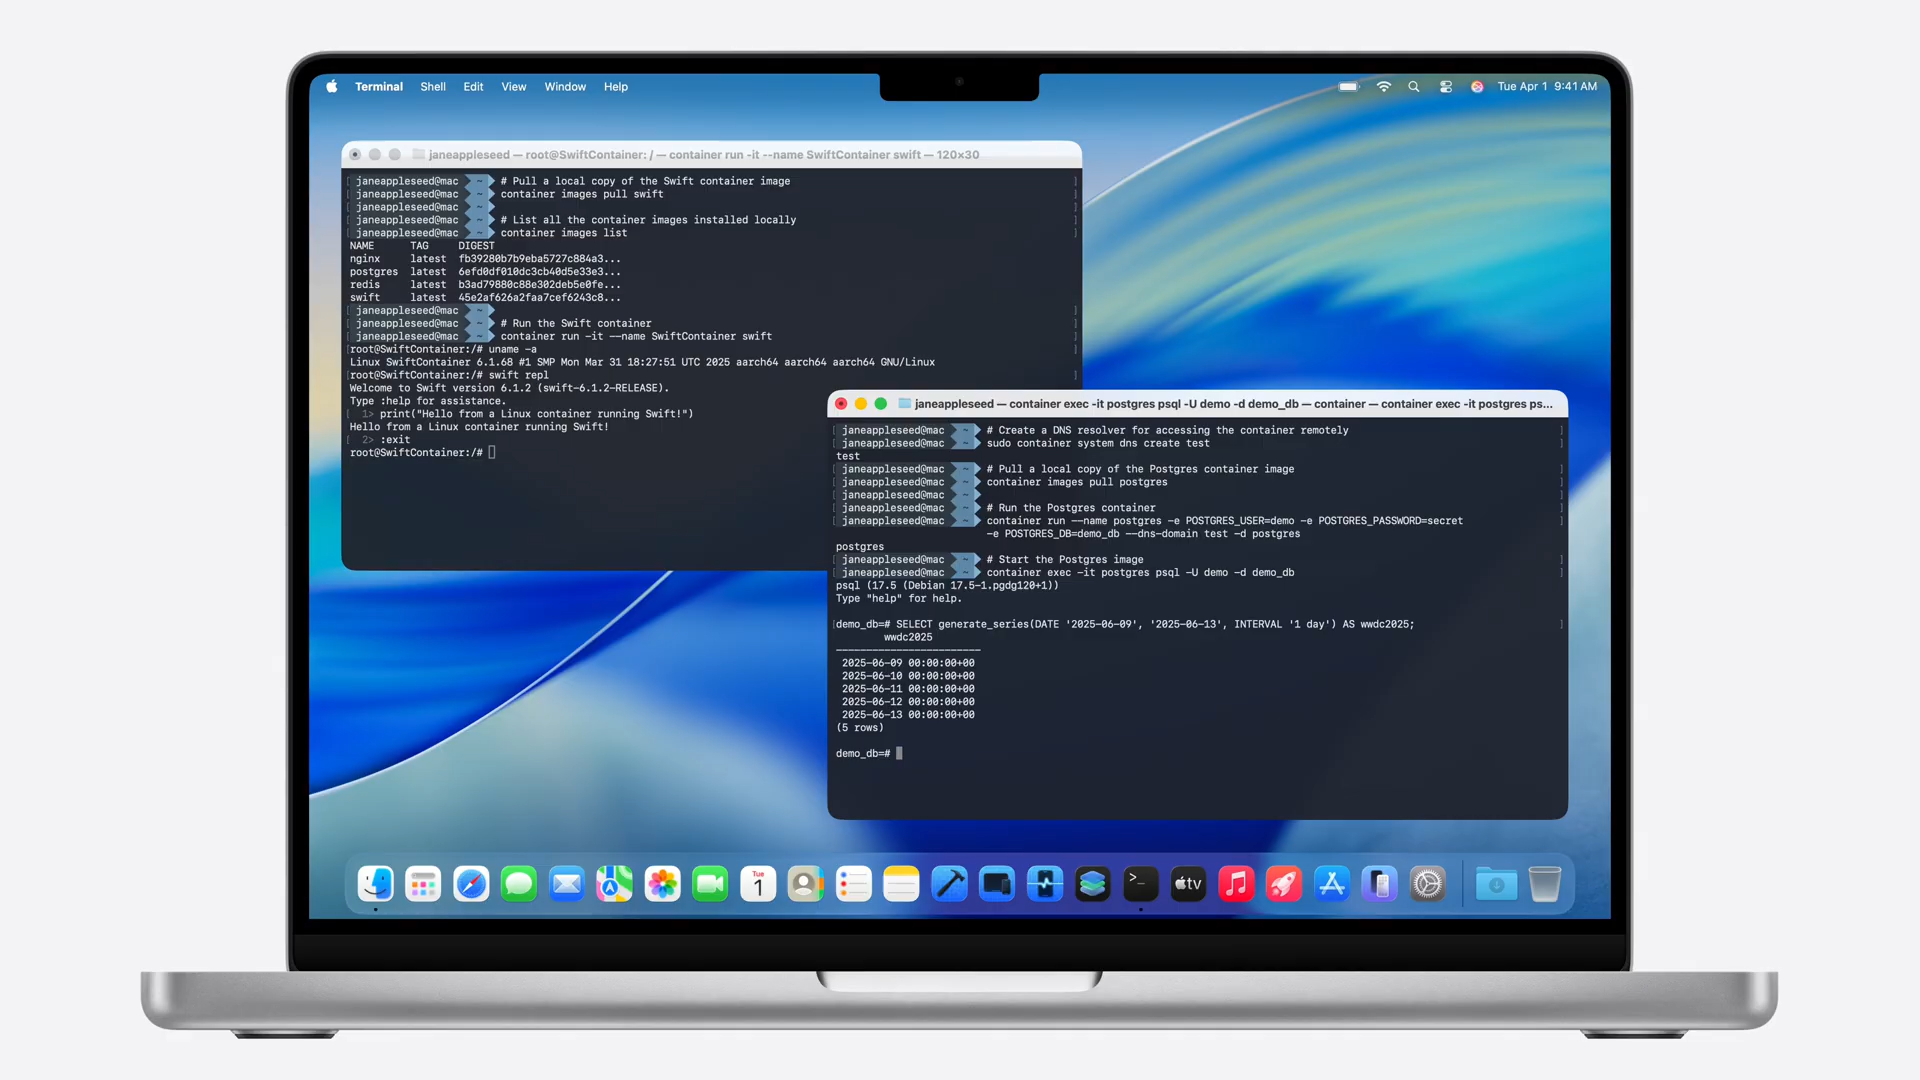 Terminal Shell Edit View Window Help Tue Apr 1 9:41 AM
janeappleseed — root@SwiftContainer: / — container run -it --name SwiftContainer swift — 120×30
janeappleseed@mac ~ # Pull a local copy of the Swift container image
janeappleseed@mac ~ container images pull swift
janeappleseed@mac ~
janeappleseed@mac ~ # List all the container images installed locally
janeappleseed@mac ~ container images list
NAME TAG DIGEST
nginx latest fb39280b7b9eba5727c884a3...
postgres latest 6efd0df010dc3cb40d5e33e3...
redis latest b3ad79880c88e302deb5e0fe...
swift latest 45e2af626a2faa7cef6243c8...
janeappleseed@mac ~
janeappleseed@mac ~ # Run the Swift container
janeappleseed@mac ~ container run -it --name SwiftContainer swift
[root@SwiftContainer:/# uname -a
Linux SwiftContainer 6.1.68 #1 SMP Mon Mar 31 18:27:51 UTC 2025 aarch64 aarch64 aarch64 GNU/Linux
[root@SwiftContainer:/# swift repl
Welcome to Swift version 6.1.2 (swift-6.1.2-RELEASE).
Type :help for assistance.
[ 1> print("Hello from a Linux container running Swift!")
Hello from a Linux container running Swift!
[ 2> :exit
root@SwiftContainer:/#
janeappleseed — container exec -it postgres psql -U demo -d demo_db — container — container exec -it postgres ps...
janeappleseed@mac ~ # Create a DNS resolver for accessing the container remotely
janeappleseed@mac ~ sudo container system dns create test
test
janeappleseed@mac ~ # Pull a local copy of the Postgres container image
janeappleseed@mac ~ container images pull postgres
janeappleseed@mac ~
janeappleseed@mac ~ # Run the Postgres container
janeappleseed@mac ~ container run --name postgres -e POSTGRES_USER=demo -e POSTGRES_PASSWORD=secret
-e POSTGRES_DB=demo_db --dns-domain test -d postgres
postgres
janeappleseed@mac ~ # Start the Postgres image
janeappleseed@mac ~ container exec -it postgres psql -U demo -d demo_db
psql (17.5 (Debian 17.5-1.pgdg120+1))
Type "help" for help.
[demo_db=# SELECT generate_series(DATE '2025-06-09', '2025-06-13', INTERVAL '1 day') AS wwdc2025;
wwdc2025
------------------------
2025-06-09 00:00:00+00
2025-06-10 00:00:00+00
2025-06-11 00:00:00+00
2025-06-12 00:00:00+00
2025-06-13 00:00:00+00
(5 rows)
demo_db=#
Tue
1
>_
tv